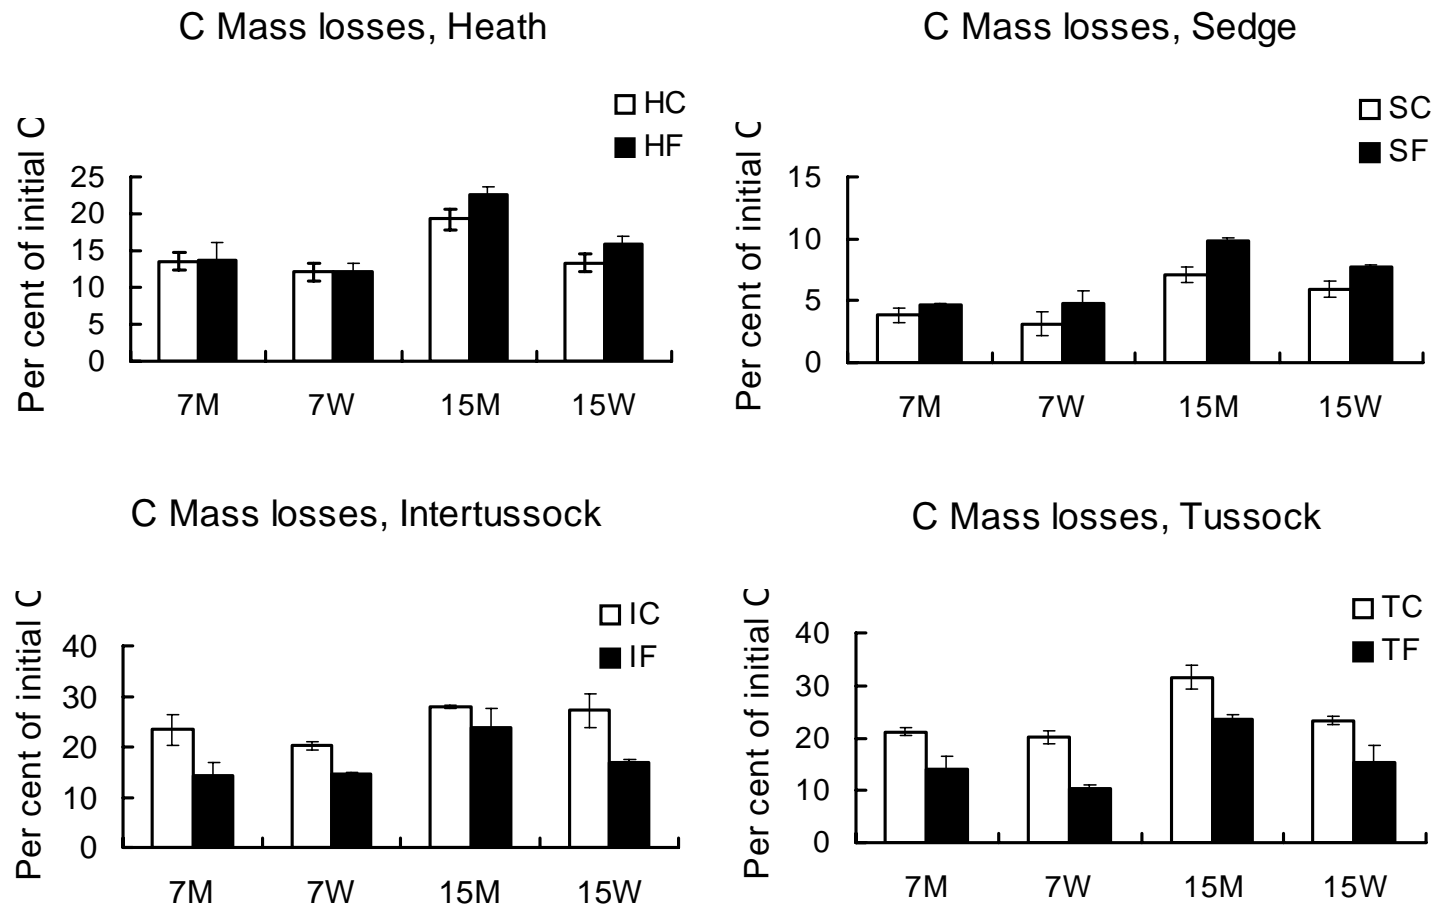 C Mass losses, Heath
HC
HF
Per cent of initial C
25
20
15
10
5
0
7M 7W 15M 15W
C Mass losses, Sedge
SC
SF
Per cent of initial C
15
10
5
0
7M 7W 15M 15W
C Mass losses, Intertussock
IC
IF
Per cent of initial C
40
30
20
10
0
7M 7W 15M 15W
C Mass losses, Tussock
TC
TF
Per cent of initial C
40
30
20
10
0
7M 7W 15M 15W